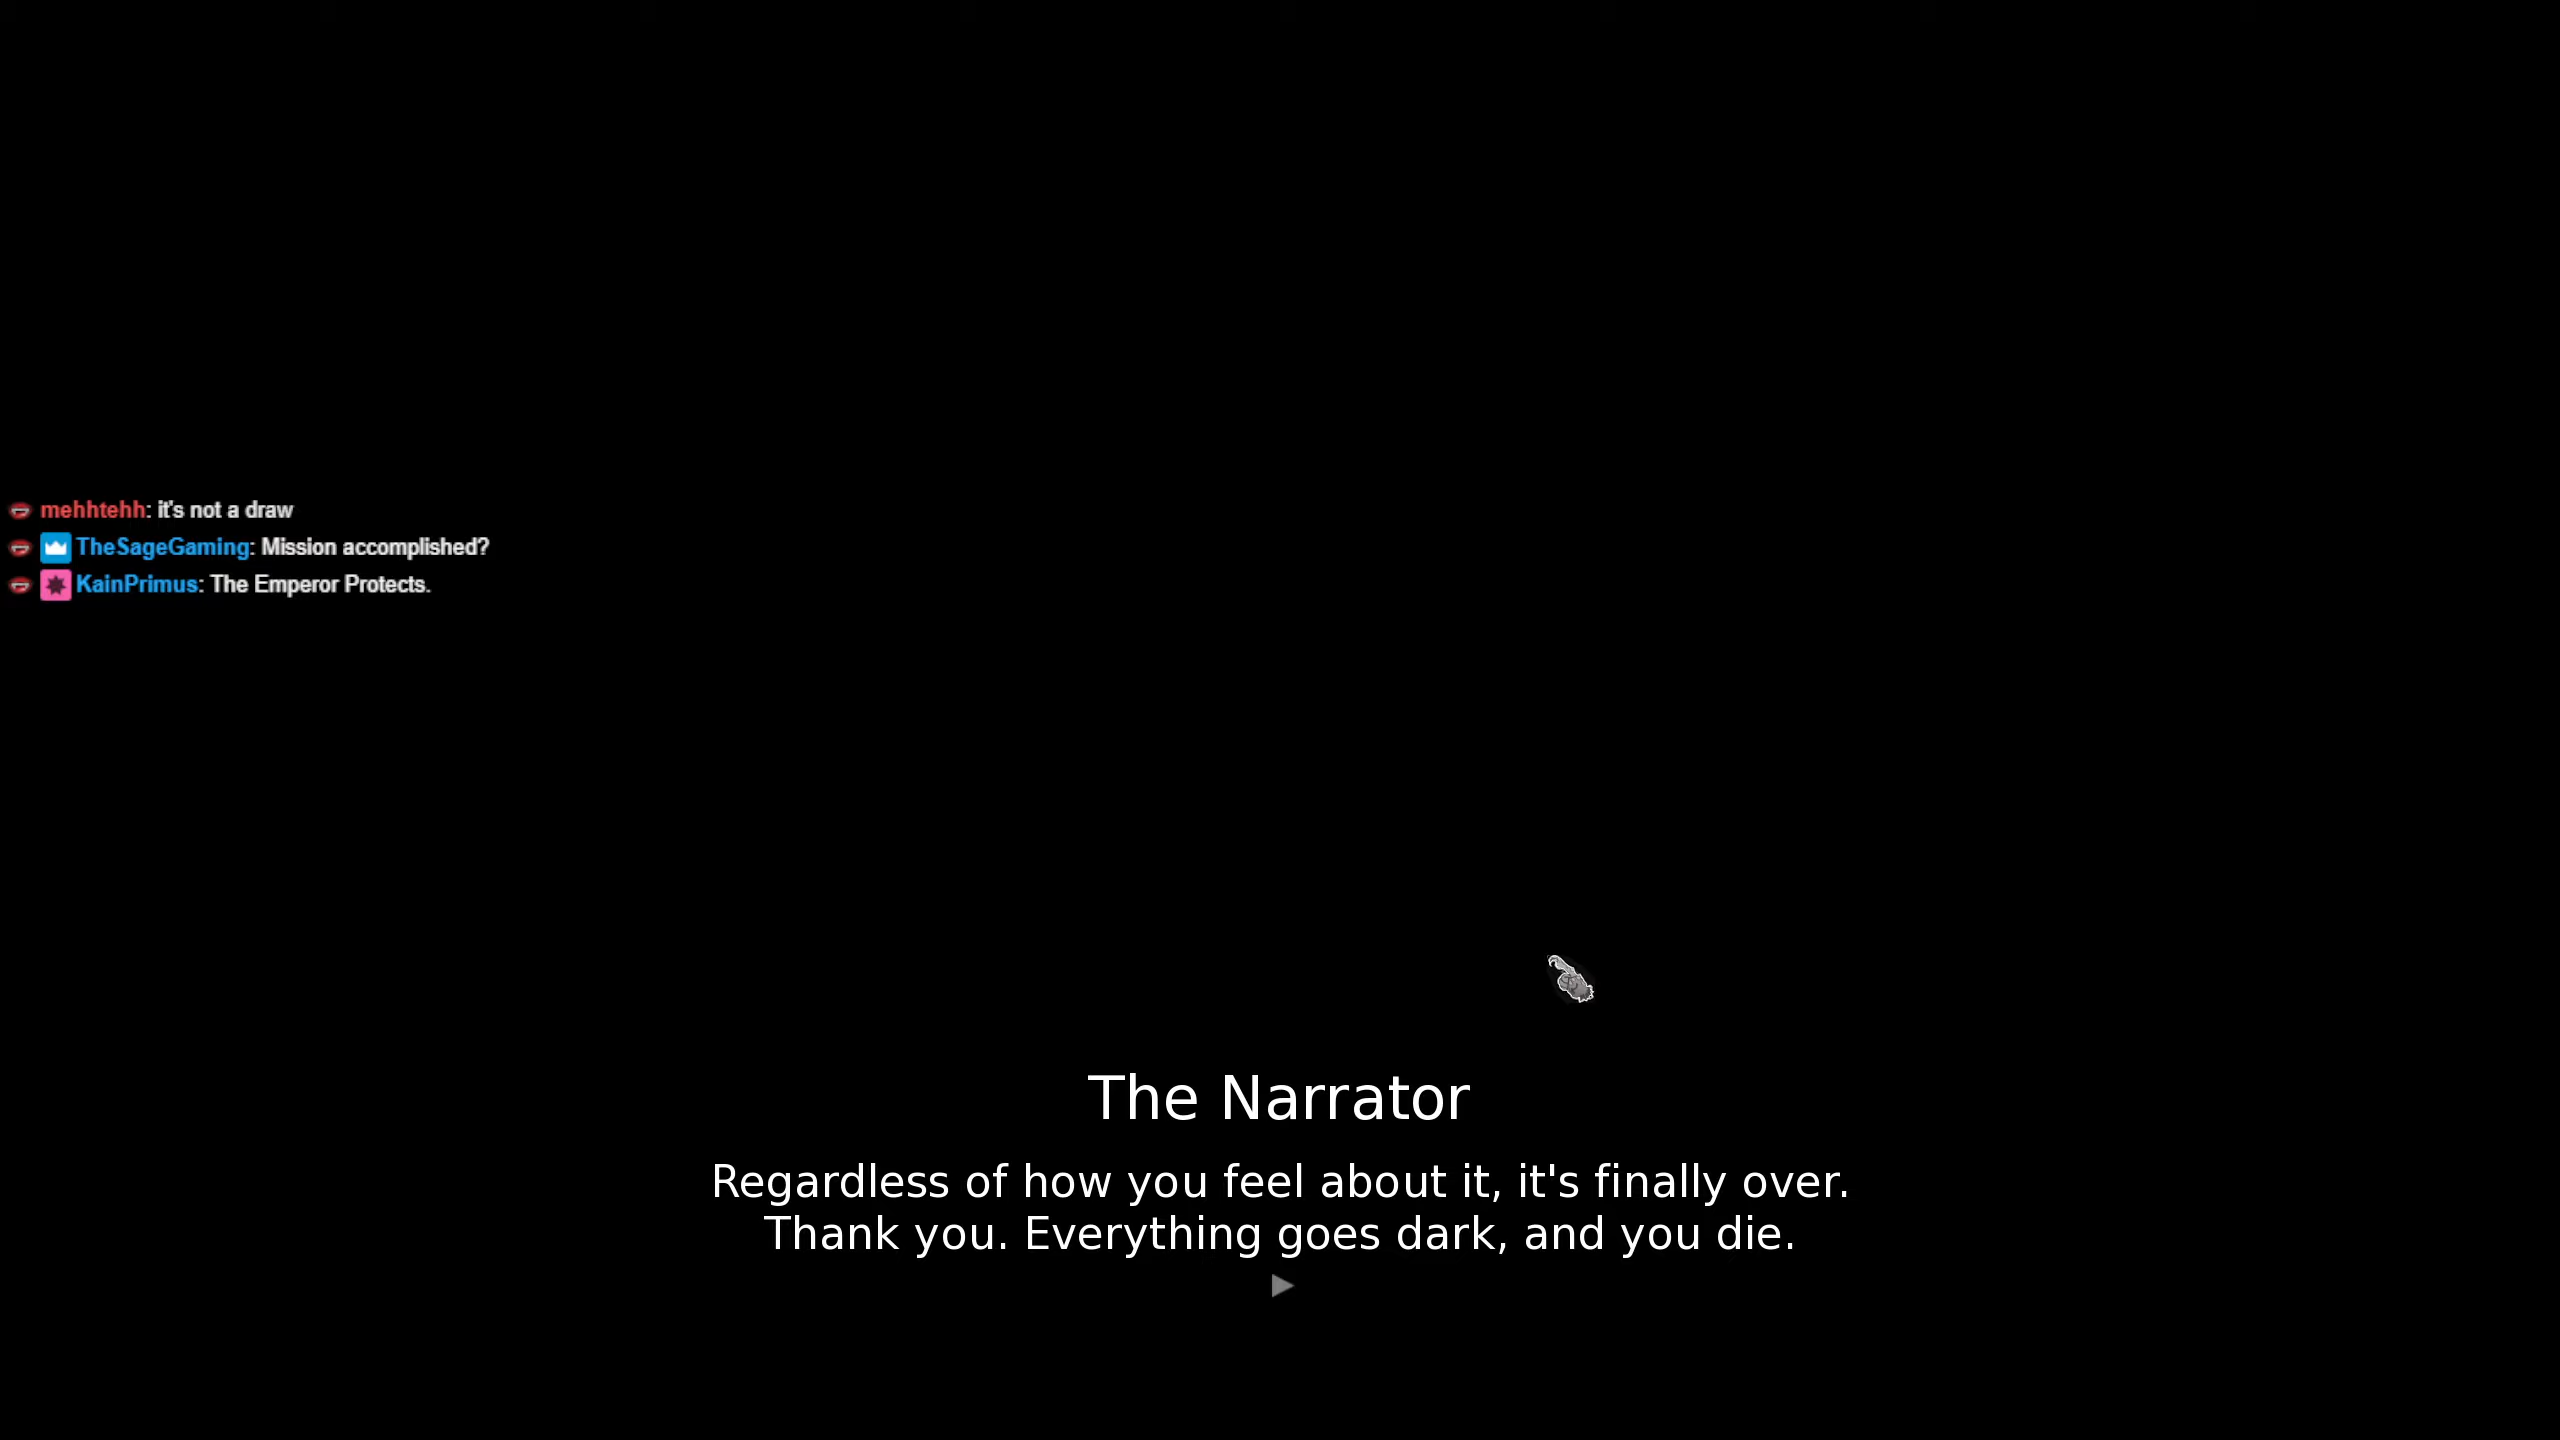 mehhtehh: it's not a draw
TheSageGaming: Mission accomplished?
KainPrimus: The Emperor Protects.
The Narrator
Regardless of how you feel about it, it's finally over.
Thank you. Everything goes dark, and you die.